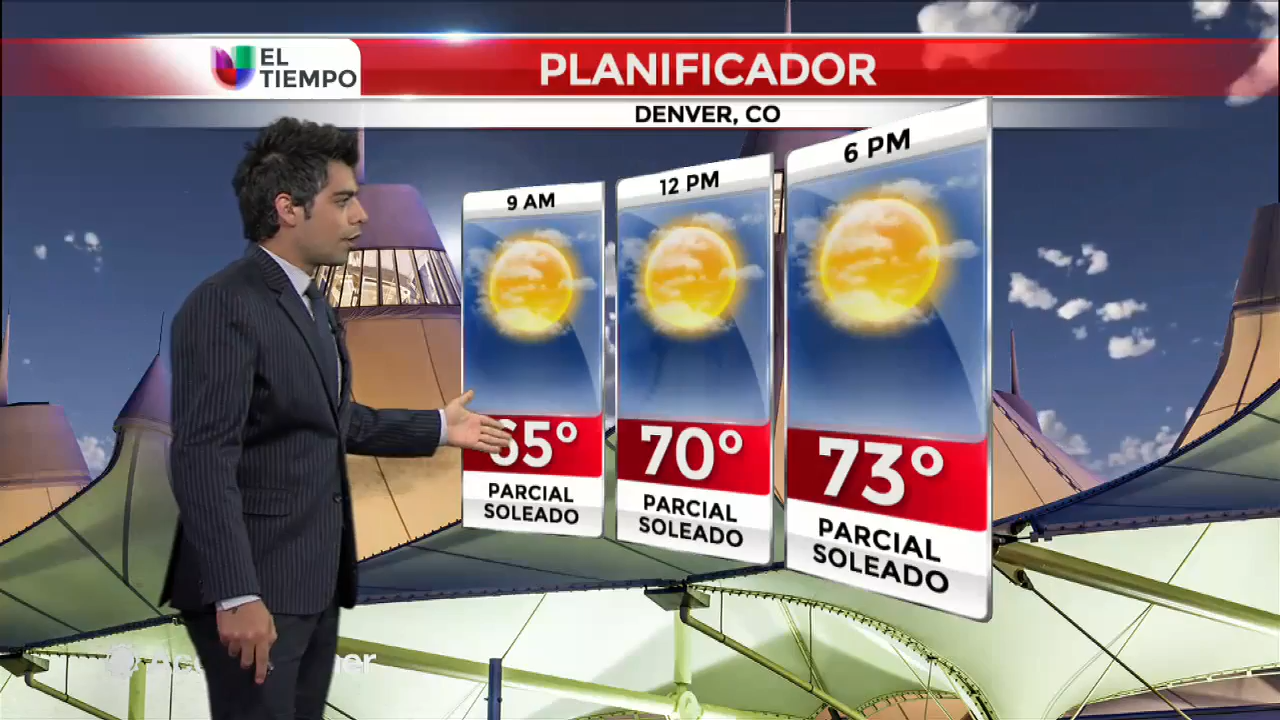 EL
TIEMPO
PLANIFICADOR
DENVER, CO
9 AM
65°
PARCIAL
SOLEADO
12 PM
70°
PARCIAL
SOLEADO
6 PM
73°
PARCIAL
SOLEADO